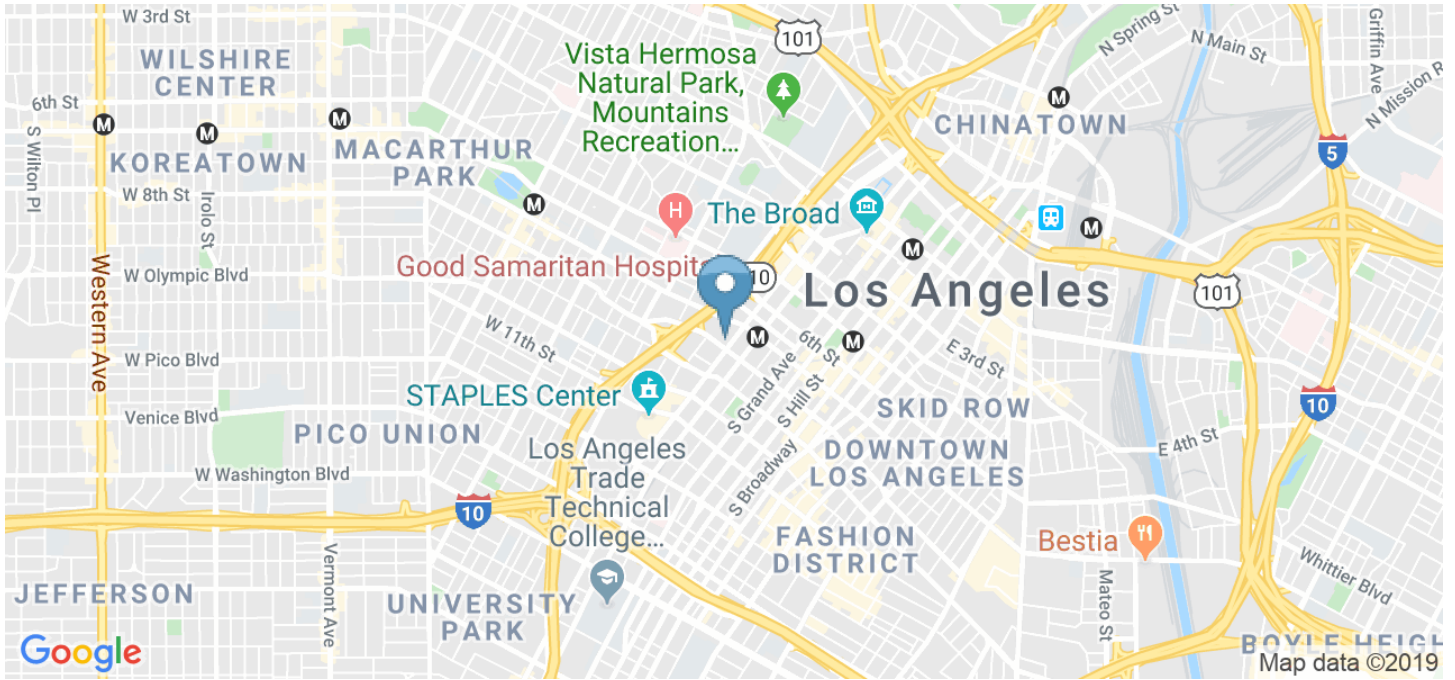 W 3rd St
101
N Spring St
N Main St
Griffin Ave
WILSHIRE
CENTER
Vista Hermosa
Natural Park,
Mountains
Recreation...
6th St
M
M
M
M
CHINATOWN
N Mission R
S Wilton Pl
KOREATOWN
MACARTHUR
PARK
5
W 8th St
Irolo St
M
H
The Broad
M
M
Western Ave
W Olympic Blvd
Good Samaritan Hospit
10
Los Angeles
101
W 11th St
M
M
6th St
E 3rd St
W Pico Blvd
S Grand Ave
STAPLES Center
S Hill St
SKID ROW
10
Venice Blvd
PICO UNION
Los Angeles
Trade
Technical
College...
DOWNTOWN
LOS ANGELES
E 4th St
W Washington Blvd
S Broadway
10
FASHION
DISTRICT
Bestia
Vermont Ave
Whittier Blvd
JEFFERSON
UNIVERSITY
PARK
Mateo St
Google
BOYLE HEIGH
Map data ©2019